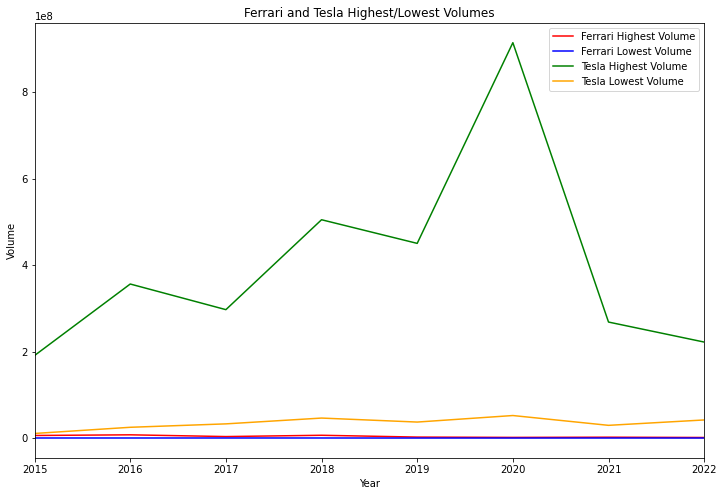 Ferrari and Tesla Highest/Lowest Volumes
1e8
Ferrari Highest Volume
Ferrari Lowest Volume
Tesla Highest Volume
Tesla Lowest Volume
8
6
4
2
0
Volume
2015 2016 2017 2018 2019 2020 2021 2022
Year